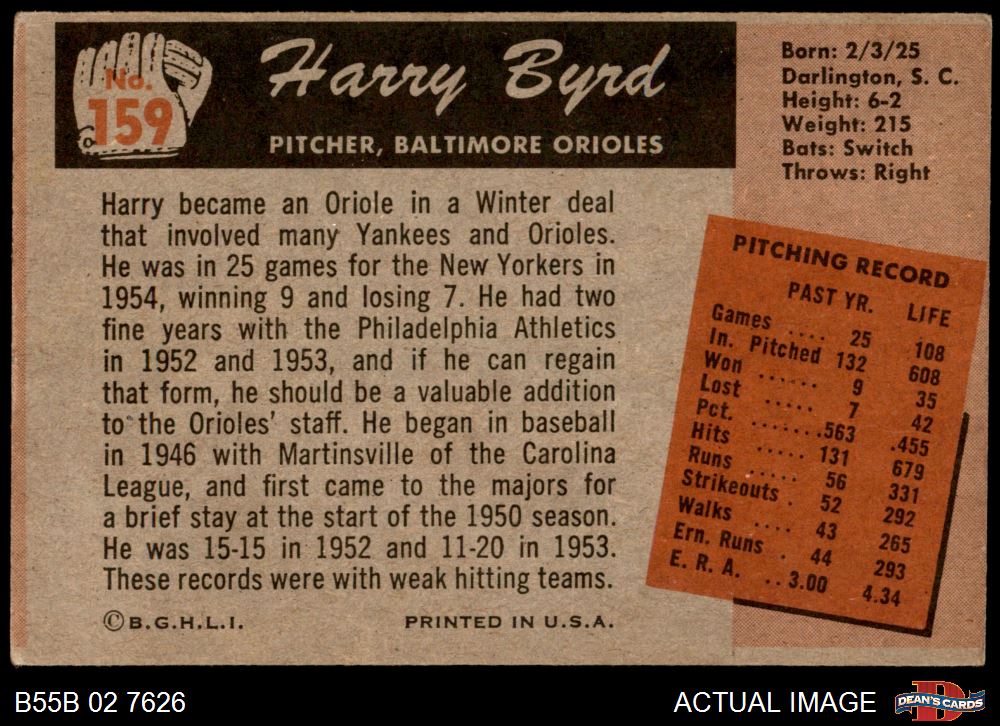 No.
159
Harry Byrd
PITCHER, BALTIMORE ORIOLES
Born: 2/3/25
Darlington, S. C.
Height: 6-2
Weight: 215
Bats: Switch
Throws: Right
Harry became an Oriole in a Winter deal
that involved many Yankees and Orioles.
He was in 25 games for the New Yorkers in
1954, winning 9 and losing 7. He had two
fine years with the Philadelphia Athletics
in 1952 and 1953, and if he can regain
that form, he should be a valuable addition
to the Orioles' staff. He began in baseball
in 1946 with Martinsville of the Carolina
League, and first came to the majors for
a brief stay at the start of the 1950 season.
He was 15-15 in 1952 and 11-20 in 1953.
These records were with weak hitting teams.
©B.G.H.L.I. PRINTED IN U.S.A.
PITCHING RECORD
PAST YR. LIFE
Games .... 25 108
In. Pitched 132 608
Won ...... 9 35
Lost ..... 7 42
Pct. .......563 .455
Hits ..... 131 679
Runs ..... 56 331
Strikeouts . 52 292
Walks .... 43 265
Ern. Runs . 44 293
E. R. A. ..3.00 4.34
B55B 02 7626 ACTUAL IMAGE
DEAN'S CARDS